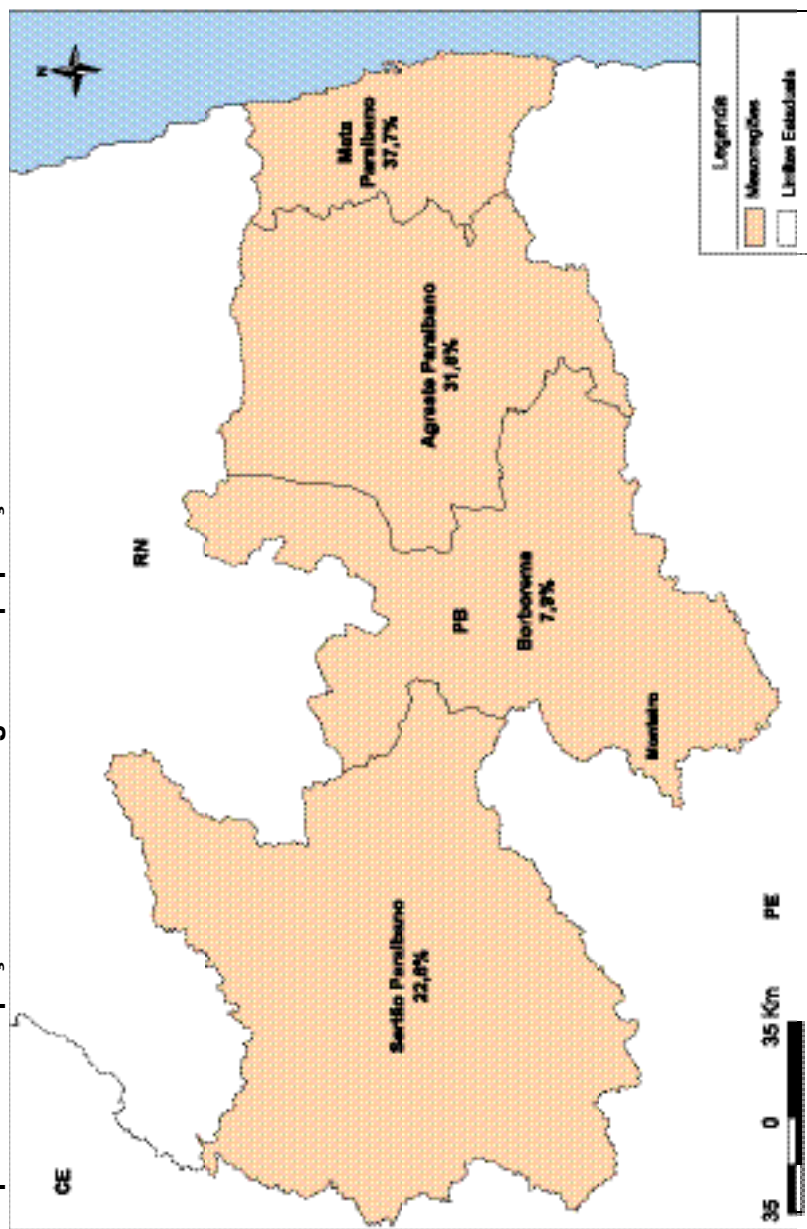 N
CE
RN
Mata
Paraibano
37,7%
Agreste Paraibano
31,6%
PB
Borborema
7,9%
Sertão Paraibano
22,8%
Monteiro
PE
35 0 35 Km
Legenda
Mesorregiões
Limites Estaduais